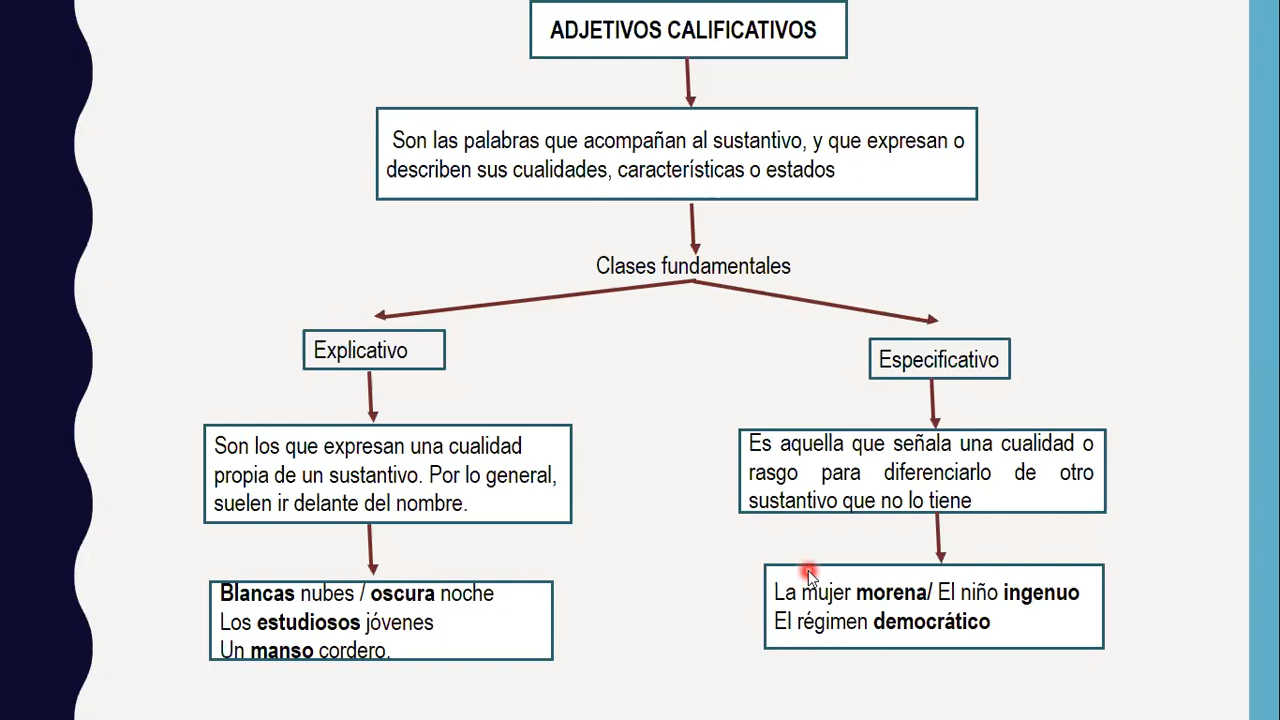 ADJETIVOS CALIFICATIVOS
Son las palabras que acompañan al sustantivo, y que expresan o
describen sus cualidades, características o estados
Clases fundamentales
Explicativo
Son los que expresan una cualidad
propia de un sustantivo. Por lo general,
suelen ir delante del nombre.
Blancas nubes / oscura noche
Los estudiosos jóvenes
Un manso cordero.
Especificativo
Es aquella que señala una cualidad o
rasgo para diferenciarlo de otro
sustantivo que no lo tiene
La mujer morena/ El niño ingenuo
El régimen democrático